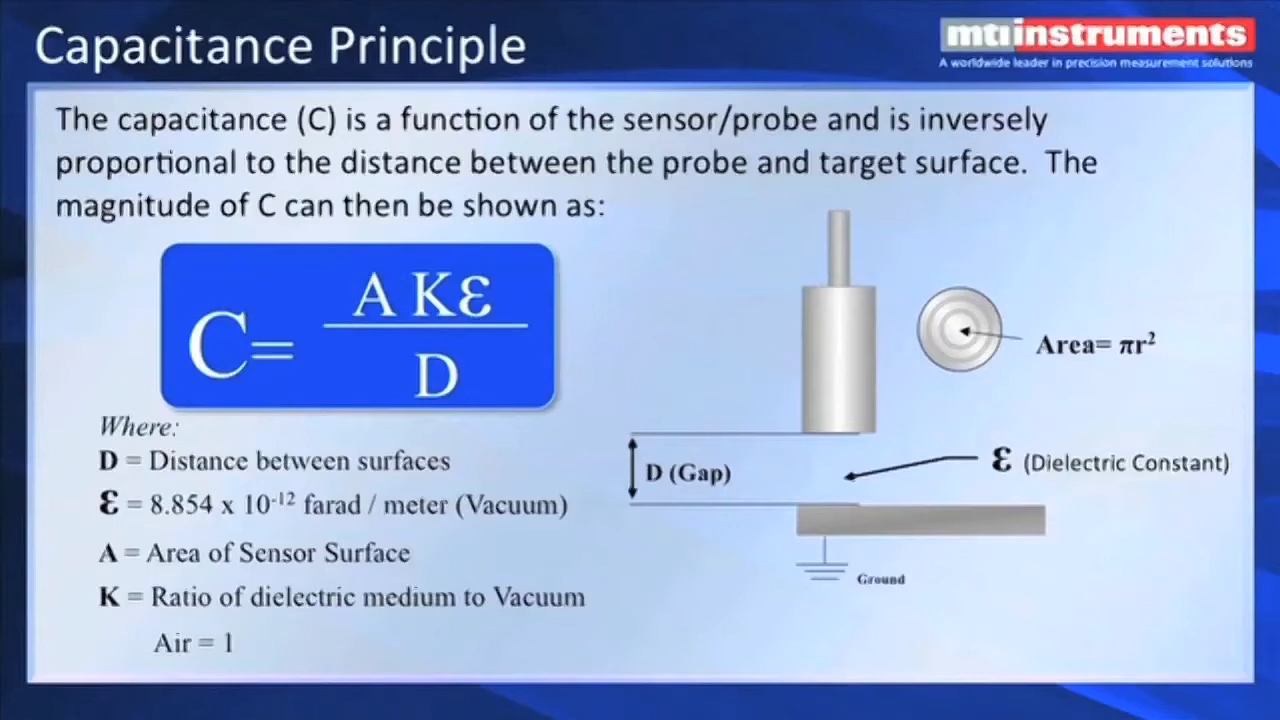 Capacitance Principle
mtiinstruments
A worldwide leader in precision measurement solutions
The capacitance (C) is a function of the sensor/probe and is inversely
proportional to the distance between the probe and target surface. The
magnitude of C can then be shown as:
C= A Kε
D
Where:
D = Distance between surfaces
ε = 8.854 x 10⁻¹² farad / meter (Vacuum)
A = Area of Sensor Surface
K = Ratio of dielectric medium to Vacuum
Air = 1
Area= πr²
D (Gap)
ε (Dielectric Constant)
Ground